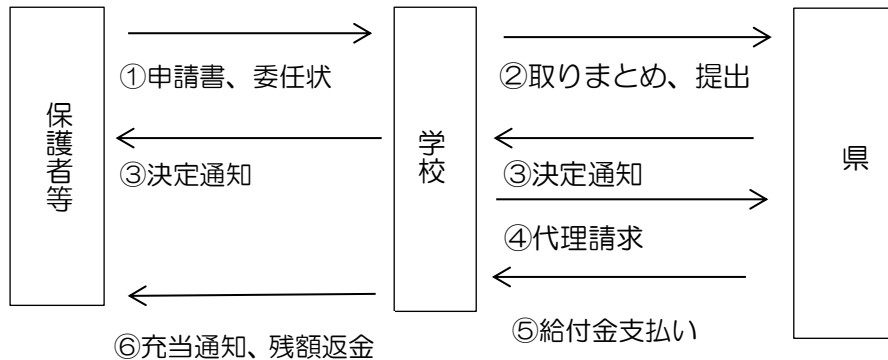 ①申請書、委任状
②取りまとめ、提出
保護者等
学校
県
③決定通知
③決定通知
④代理請求
⑤給付金支払い
⑥充当通知、残額返金